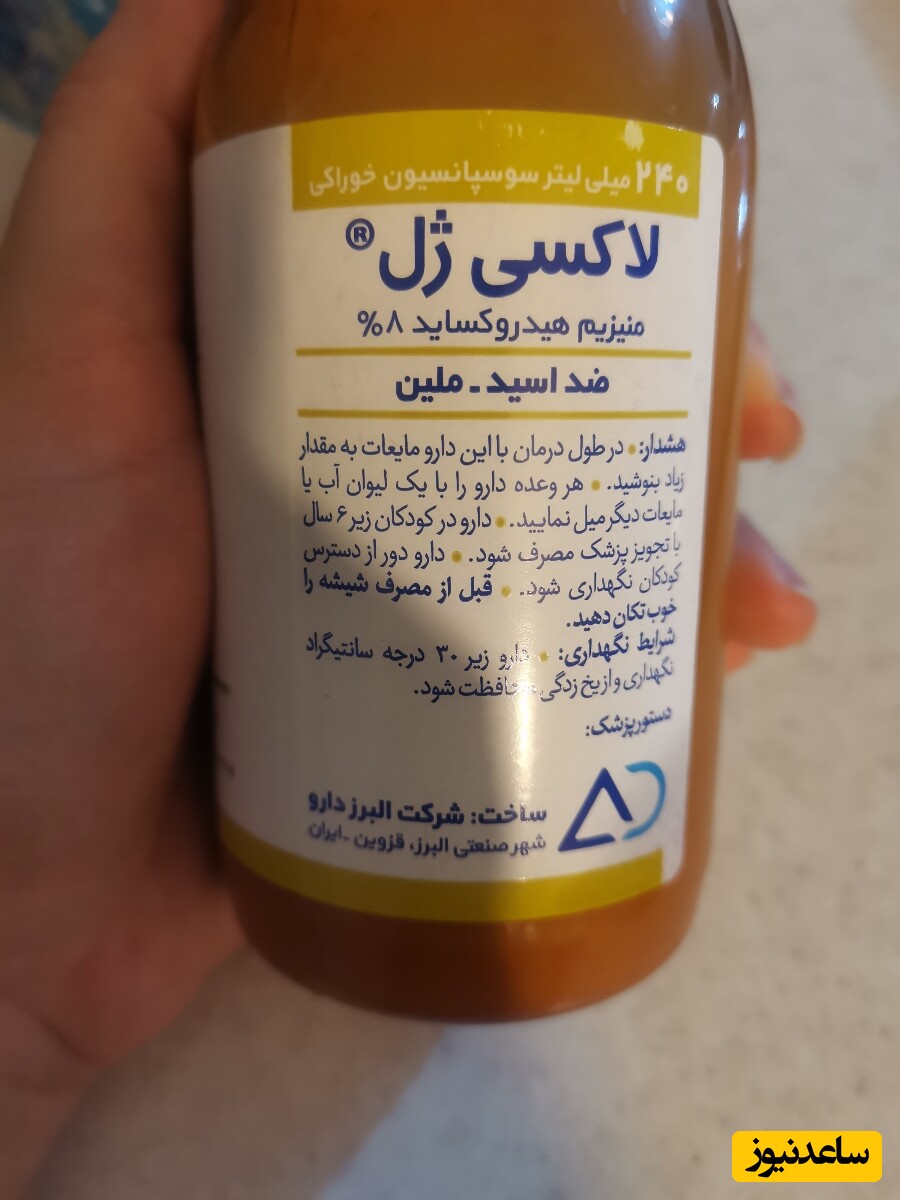 ۲۴۰ میلی لیتر سوسپانسیون خوراکی
لاکسی ژل®
منیزیم هیدروکساید ۸%
ضد اسید - ملین
هشدار: • در طول درمان با این دارو مایعات به مقدار
زیاد بنوشید. • هر وعده دارو را با یک لیوان آب یا
مایعات دیگر میل نمایید. • دارو در کودکان زیر ۶ سال
با تجویز پزشک مصرف شود. • دارو دور از دسترس
کودکان نگهداری شود. • قبل از مصرف شیشه را
خوب تکان دهید.
شرایط نگهداری: • دارو زیر ۳۰ درجه سانتیگراد
نگهداری و از یخ زدگی محافظت شود.
دستور پزشک:
ساخت: شرکت البرز دارو
شهر صنعتی البرز، قزوین - ایران
ساعدنیوز